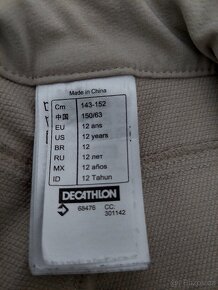 Made in China
Cm 143-152
中国 150/63
EU 12 ans
US 12 years
BR 12
RU 12 лет
MX 12 años
ID 12 Tahun
DECATHLON
68476 CC:
301142